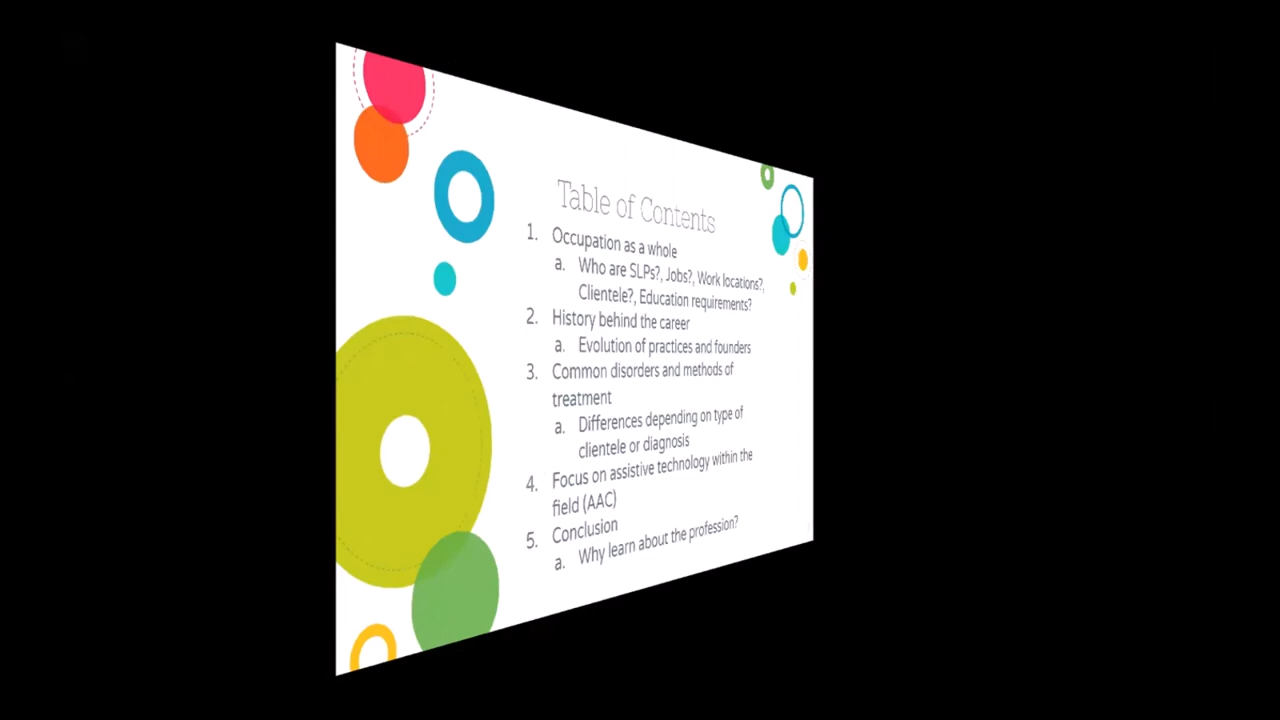 Table of Contents
1. Occupation as a whole
a. Who are SLPs?, Jobs?, Work locations?,
Clientele?, Education requirements?
2. History behind the career
a. Evolution of practices and founders
3. Common disorders and methods of
treatment
a. Differences depending on type of
clientele or diagnosis
4. Focus on assistive technology within the
field (AAC)
5. Conclusion
a. Why learn about the profession?